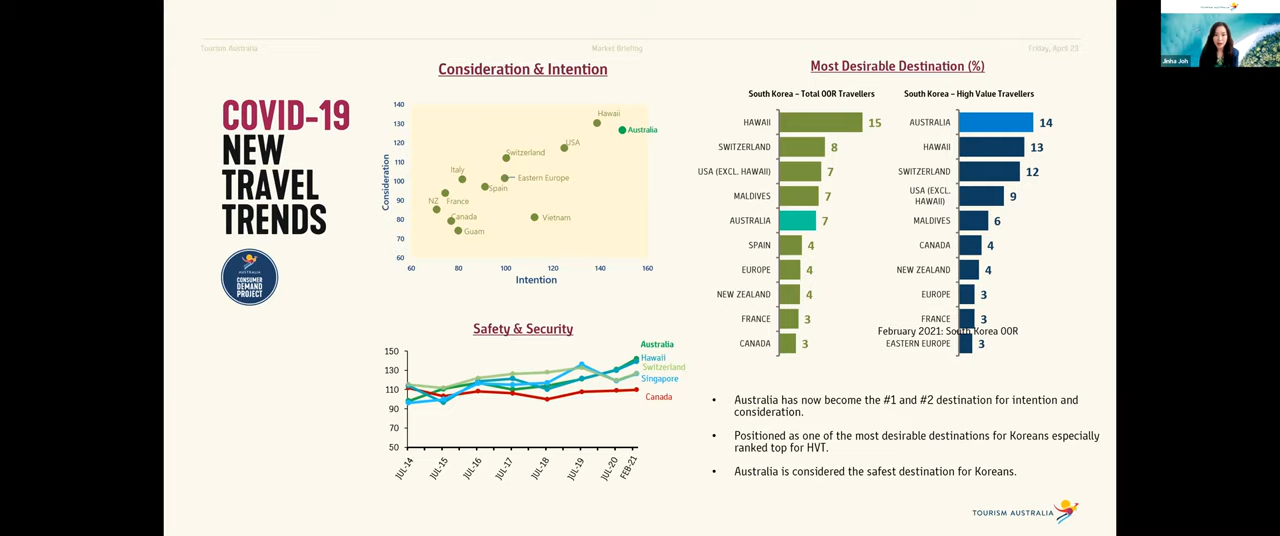 Tourism Australia
Market Briefing
Friday, April 23
Jinha Joh
COVID-19
NEW
TRAVEL
TRENDS
AUSTRALIA
CONSUMER
DEMAND
PROJECT
Consideration & Intention
140
130
120
110
100
90
80
70
60
Consideration
Hawaii
Australia
USA
Switzerland
Italy
Eastern Europe
Spain
NZ
France
Canada
Vietnam
Guam
60
80
100
120
140
160
Intention
Safety & Security
150
130
110
90
70
50
Australia
Hawaii
Switzerland
Singapore
Canada
JUL-14
JUL-15
JUL-16
JUL-17
JUL-18
JUL-19
JUL-20
FEB-21
Most Desirable Destination (%)
South Korea – Total OOR Travellers
HAWAII 15
SWITZERLAND 8
USA (EXCL. HAWAII) 7
MALDIVES 7
AUSTRALIA 7
SPAIN 4
EUROPE 4
NEW ZEALAND 4
FRANCE 3
CANADA 3
South Korea – High Value Travellers
AUSTRALIA 14
HAWAII 13
SWITZERLAND 12
USA (EXCL.
HAWAII) 9
MALDIVES 6
CANADA 4
NEW ZEALAND 4
EUROPE 3
FRANCE 3
February 2021: South Korea OOR
EASTERN EUROPE 3
• Australia has now become the #1 and #2 destination for intention and
consideration.
• Positioned as one of the most desirable destinations for Koreans especially
ranked top for HVT.
• Australia is considered the safest destination for Koreans.
TOURISM AUSTRALIA